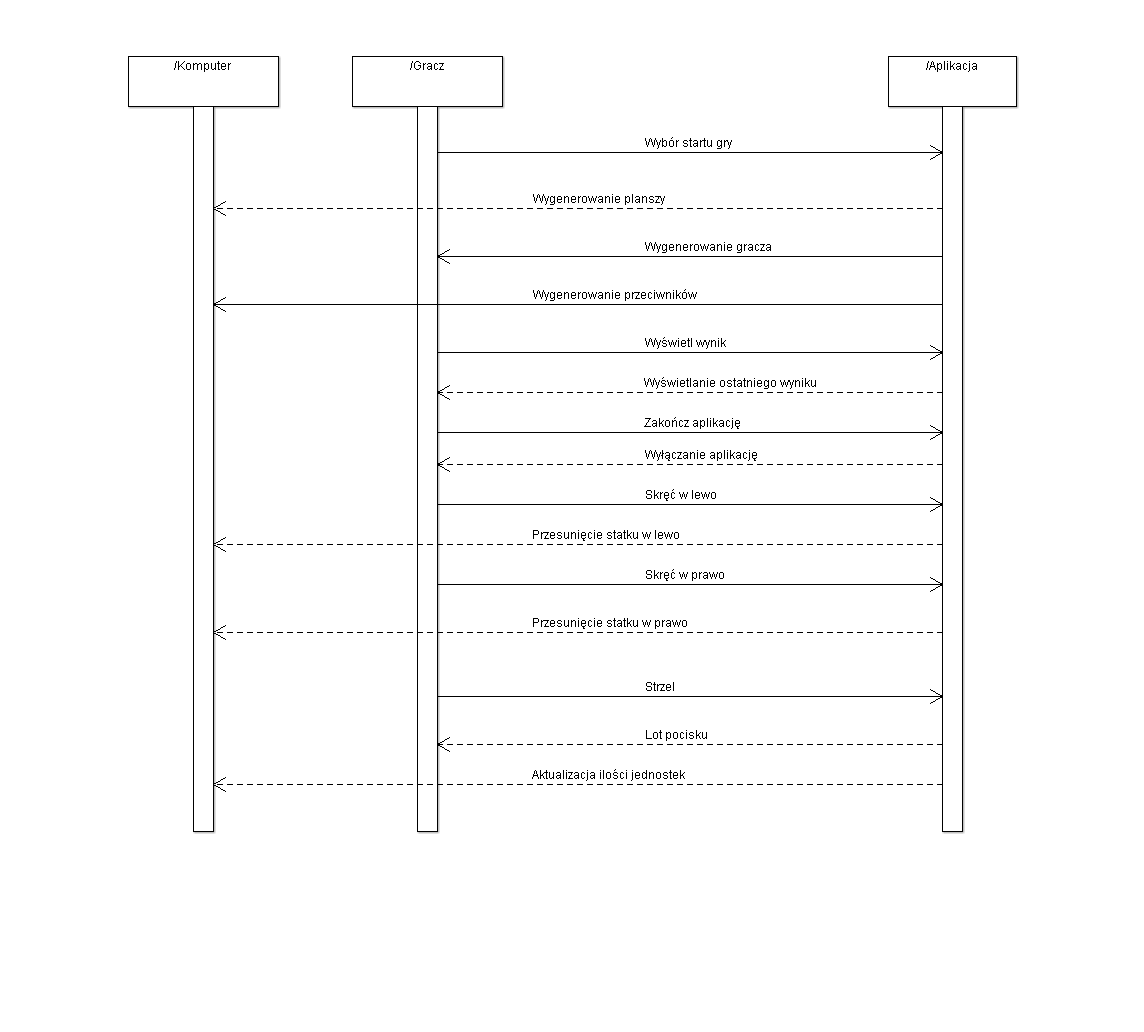 /Komputer
/Gracz
/Aplikacja
Wybór startu gry
Wygenerowanie planszy
Wygenerowanie gracza
Wygenerowanie przeciwników
Wyświetl wynik
Wyświetlanie ostatniego wyniku
Zakończ aplikację
Wyłączanie aplikację
Skręć w lewo
Przesunięcie statku w lewo
Skręć w prawo
Przesunięcie statku w prawo
Strzel
Lot pocisku
Aktualizacja ilości jednostek